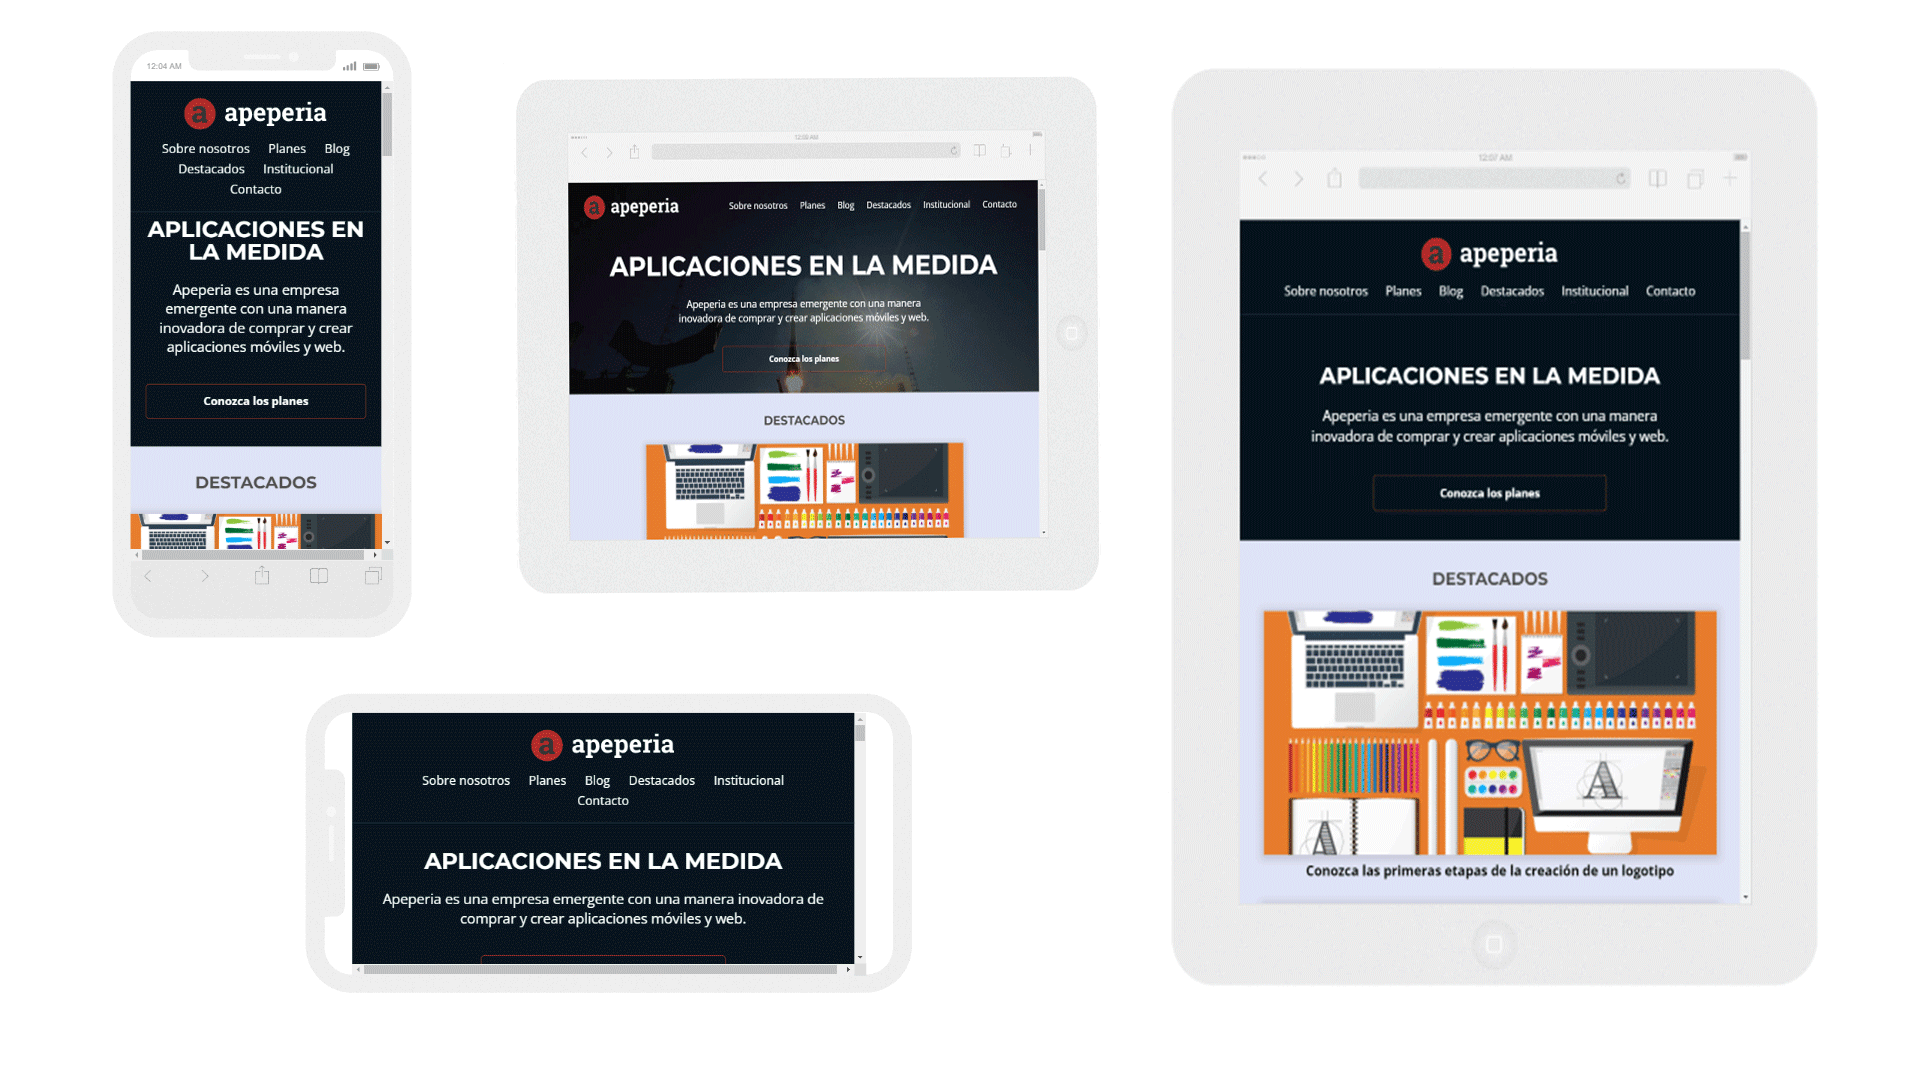 12:04 AM
a apeperia
Sobre nosotros Planes Blog
Destacados Institucional
Contacto
APLICACIONES EN
LA MEDIDA
Apeperia es una empresa
emergente con una manera
inovadora de comprar y crear
aplicaciones móviles y web.
Conozca los planes
DESTACADOS
a apeperia
Sobre nosotros Planes Blog Destacados Institucional Contacto
APLICACIONES EN LA MEDIDA
Apeperia es una empresa emergente con una manera
inovadora de comprar y crear aplicaciones móviles y web.
Conozca los planes
DESTACADOS
12:07 AM
a apeperia
Sobre nosotros Planes Blog Destacados Institucional Contacto
APLICACIONES EN LA MEDIDA
Apeperia es una empresa emergente con una manera
inovadora de comprar y crear aplicaciones móviles y web.
Conozca los planes
DESTACADOS
A
A
Conozca las primeras etapas de la creación de un logotipo
a apeperia
Sobre nosotros Planes Blog Destacados Institucional
Contacto
APLICACIONES EN LA MEDIDA
Apeperia es una empresa emergente con una manera inovadora de
comprar y crear aplicaciones móviles y web.